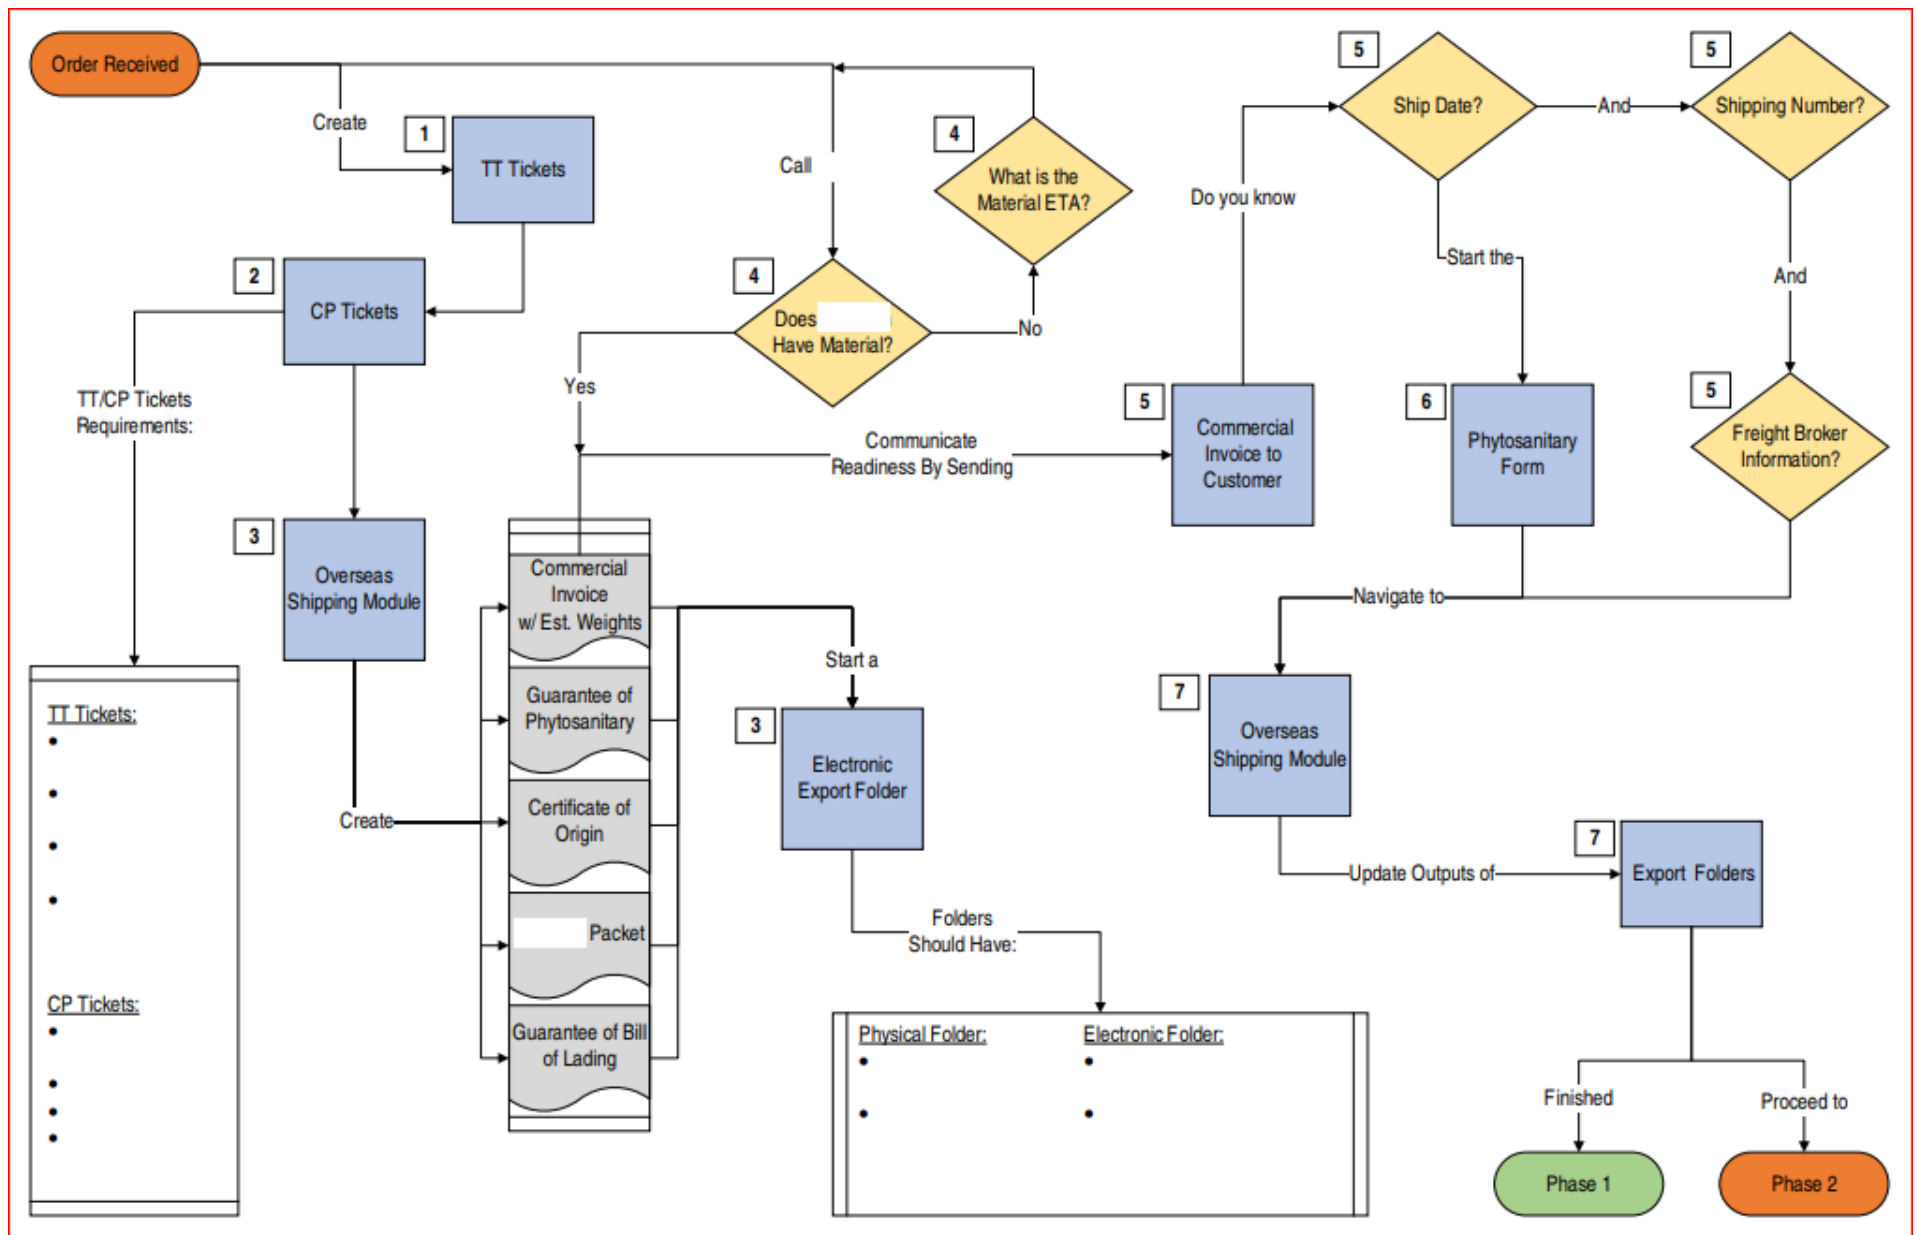 Order Received
Create
1
TT Tickets
2
CP Tickets
TT/CP Tickets
Requirements:
3
Overseas
Shipping Module
Create
TT Tickets:
•
•
•
•
CP Tickets:
•
•
•
•
Call
4
What is the
Material ETA?
4
Does
Have Material?
No
Yes
Communicate
Readiness By Sending
Commercial
Invoice
w/ Est. Weights
Guarantee of
Phytosanitary
Certificate of
Origin
Packet
Guarantee of Bill
of Lading
Start a
3
Electronic
Export Folder
Folders
Should Have:
Physical Folder:
•
•
Electronic Folder:
•
•
5
Commercial
Invoice to
Customer
Do you know
5
Ship Date?
And
5
Shipping Number?
Start the
And
6
Phytosanitary
Form
5
Freight Broker
Information?
Navigate to
7
Overseas
Shipping Module
Update Outputs of
7
Export Folders
Finished
Proceed to
Phase 1
Phase 2